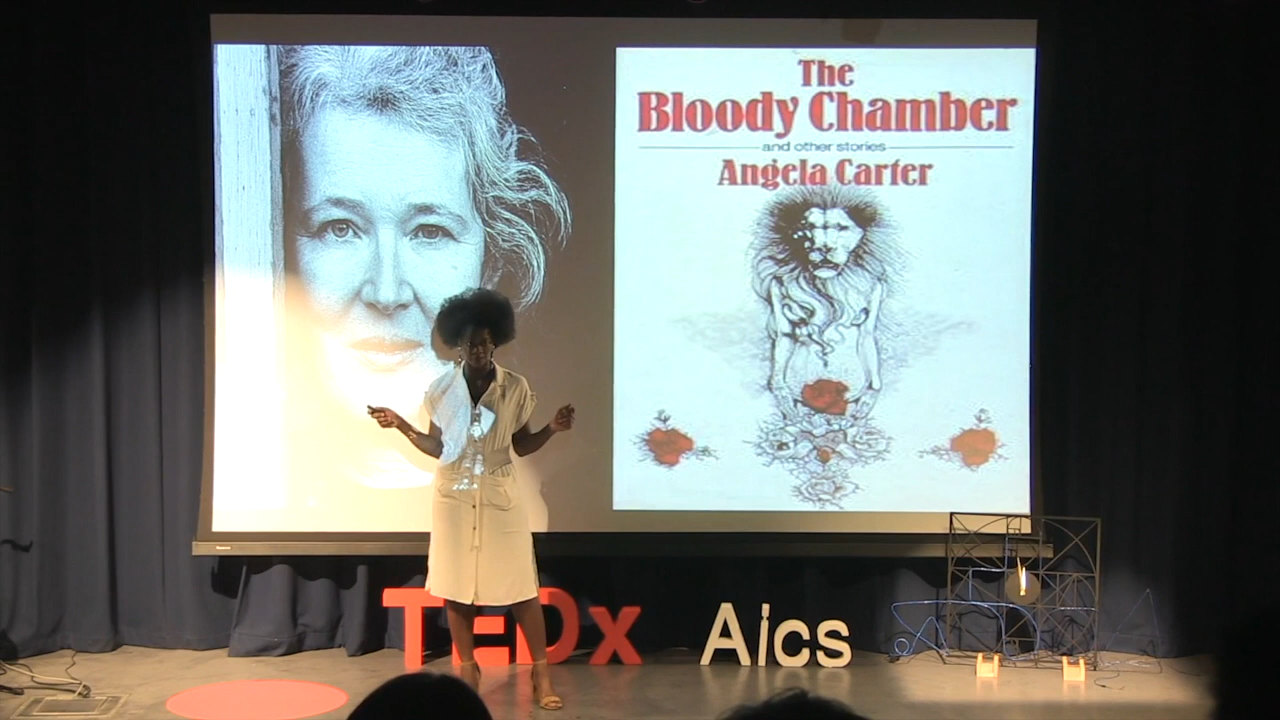 The
Bloody Chamber
and other stories
Angela Carter
TEDx Aics